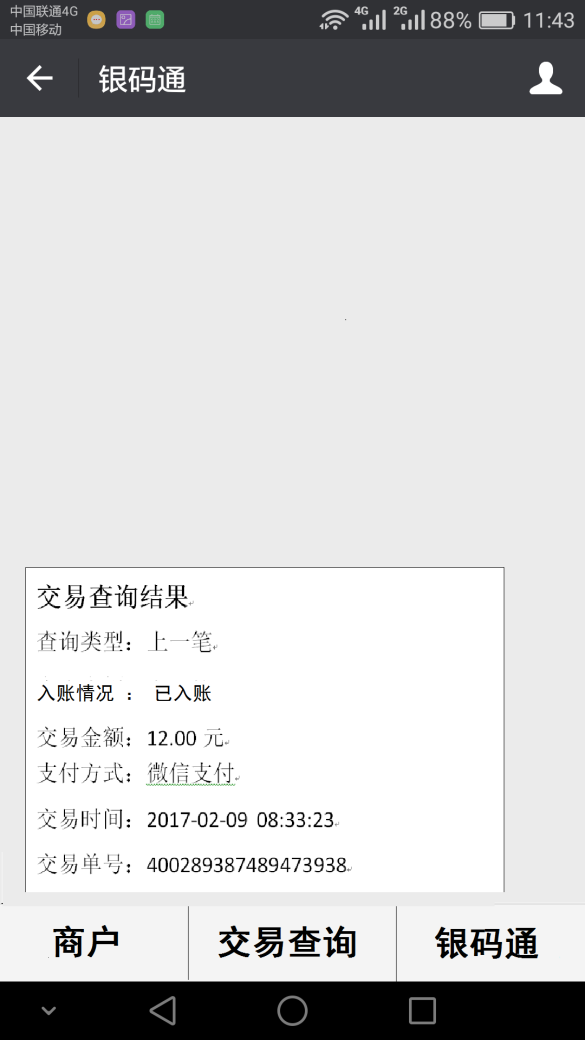 中国联通4G
中国移动
4G 2G 88% 11:43
银码通
交易查询结果
查询类型：上一笔
入账情况 ： 已入账
交易金额：12.00 元
支付方式：微信支付
交易时间：2017-02-09 08:33:23
交易单号：400289387489473938
商户 交易查询 银码通